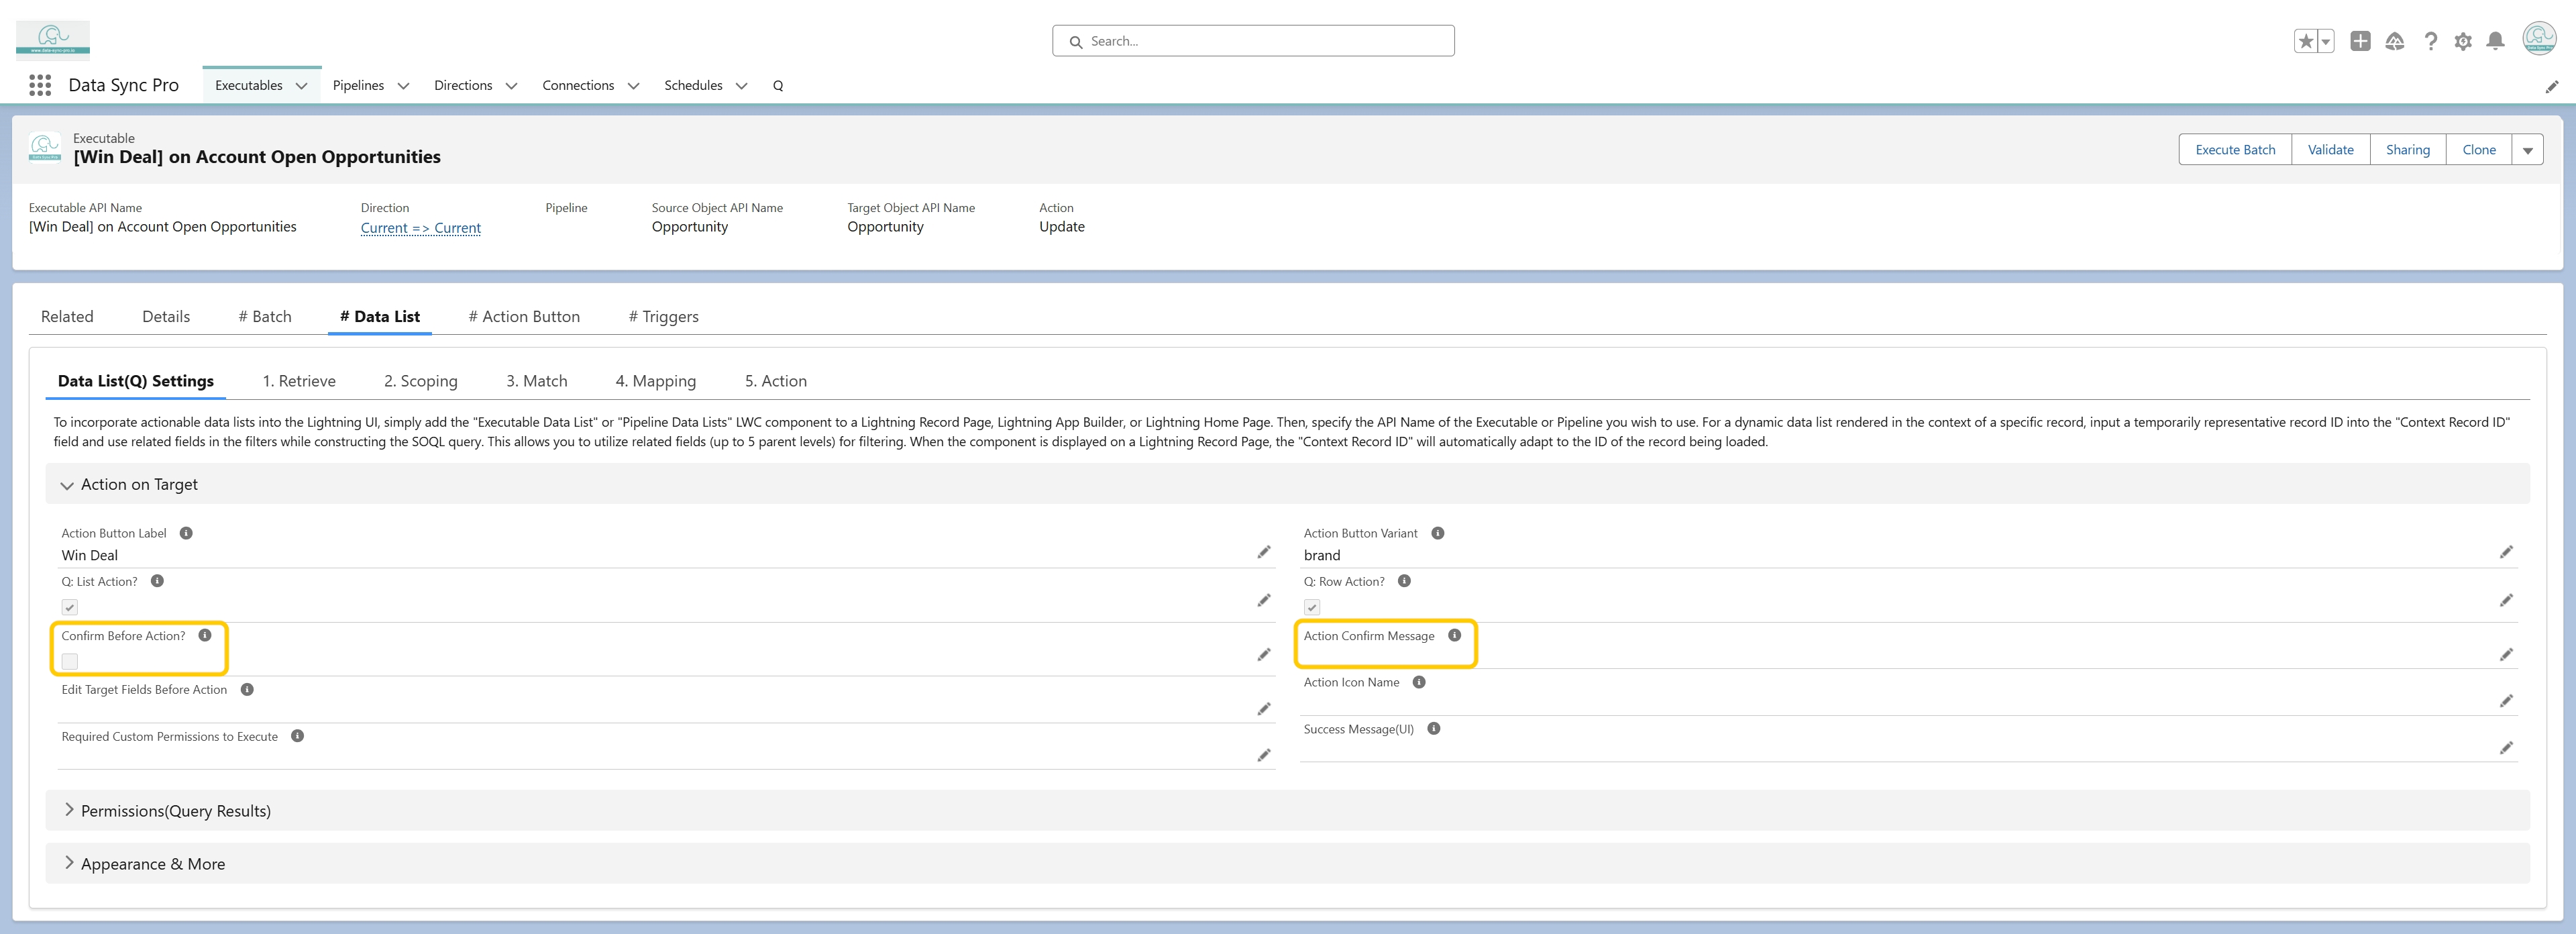 www.data-sync-pro.io
Search...
Data Sync Pro
Executables
Pipelines
Directions
Connections
Schedules
Q
Executable
[Win Deal] on Account Open Opportunities
Execute Batch
Validate
Sharing
Clone
Executable API Name
Direction
Pipeline
Source Object API Name
Target Object API Name
Action
[Win Deal] on Account Open Opportunities
Current => Current
Opportunity
Opportunity
Update
Related
Details
# Batch
# Data List
# Action Button
# Triggers
Data List(Q) Settings
1. Retrieve
2. Scoping
3. Match
4. Mapping
5. Action
To incorporate actionable data lists into the Lightning UI, simply add the "Executable Data List" or "Pipeline Data Lists" LWC component to a Lightning Record Page, Lightning App Builder, or Lightning Home Page. Then, specify the API Name of the Executable or Pipeline you wish to use. For a dynamic data list rendered in the context of a specific record, input a temporarily representative record ID into the "Context Record ID"
field and use related fields in the filters while constructing the SOQL query. This allows you to utilize related fields (up to 5 parent levels) for filtering. When the component is displayed on a Lightning Record Page, the "Context Record ID" will automatically adapt to the ID of the record being loaded.
Action on Target
Action Button Label
Win Deal
Action Button Variant
brand
Q: List Action?
Q: Row Action?
Confirm Before Action?
Action Confirm Message
Edit Target Fields Before Action
Action Icon Name
Required Custom Permissions to Execute
Success Message(UI)
Permissions(Query Results)
Appearance & More